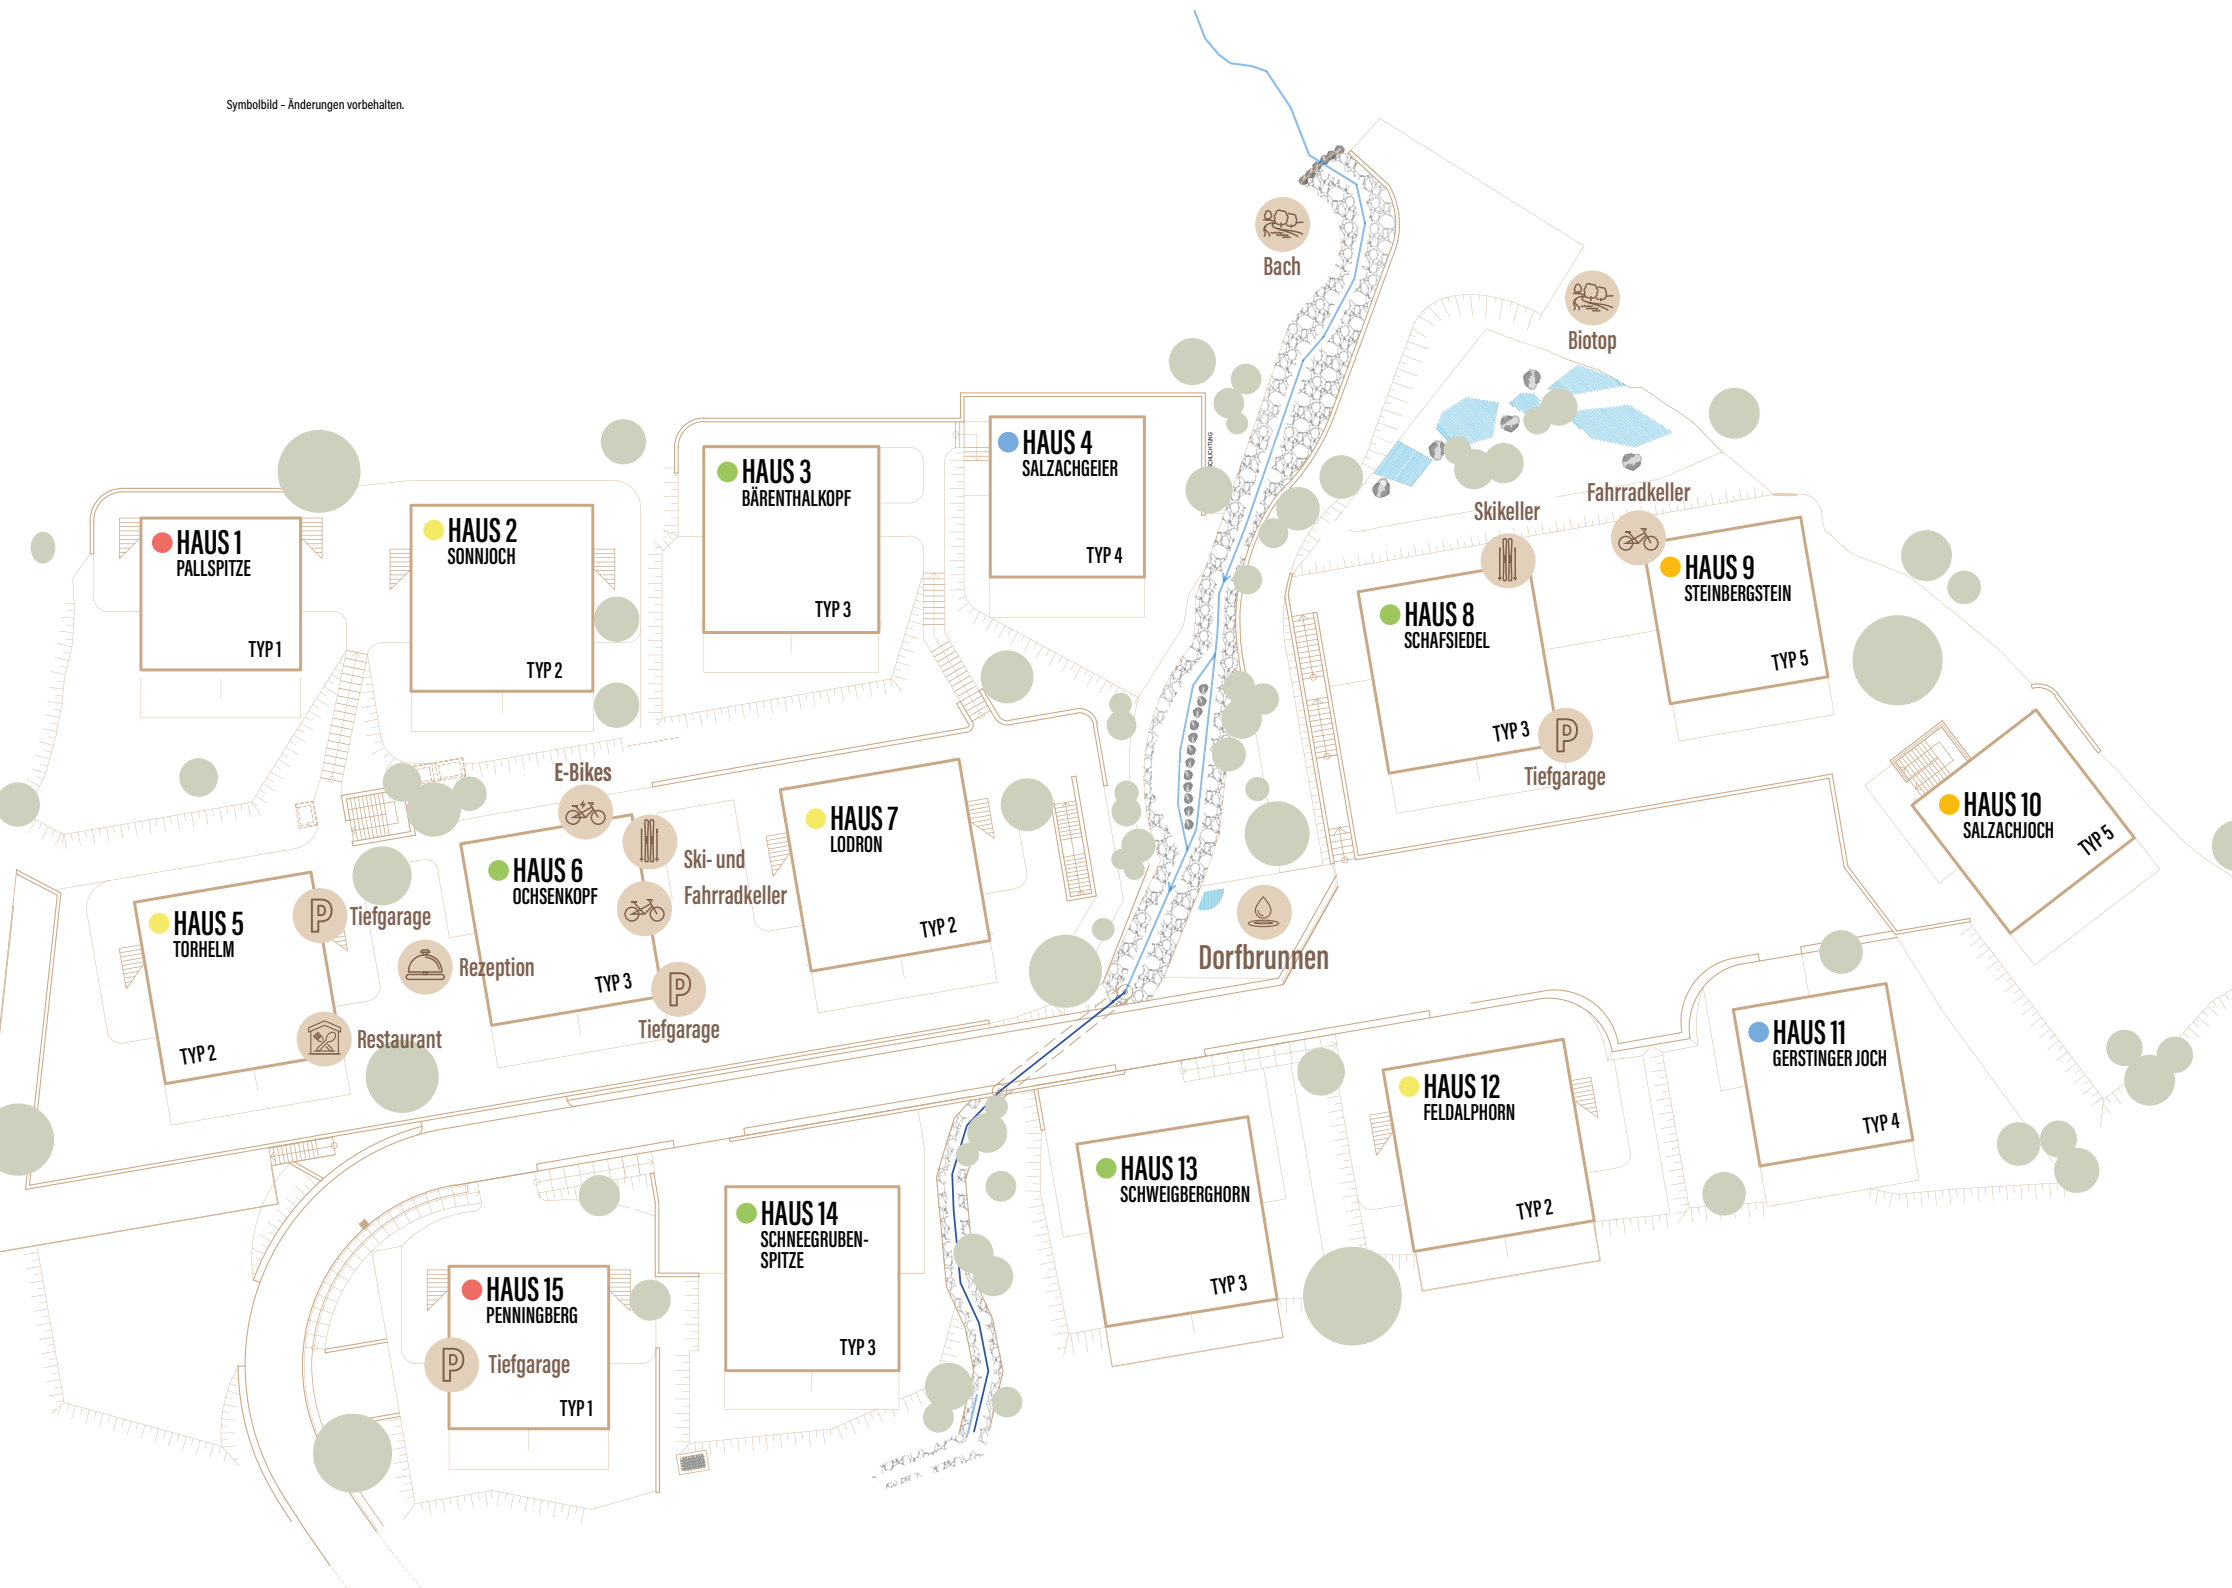 Symbolbild – Änderungen vorbehalten.
Bach
Biotop
HAUS 1
PALLSPITZE
TYP 1
HAUS 2
SONNJOCH
TYP 2
HAUS 3
BÄRENTHALKOPF
TYP 3
HAUS 4
SALZACHGEIER
TYP 4
Skikeller
Fahrradkeller
HAUS 8
SCHAFSIEDEL
TYP 3
Tiefgarage
HAUS 9
STEINBERGSTEIN
TYP 5
HAUS 10
SALZACHJOCH
TYP 5
HAUS 5
TORHELM
TYP 2
Tiefgarage
Rezeption
Restaurant
E-Bikes
HAUS 6
OCHSENKOPF
TYP 3
Ski- und
Fahrradkeller
Tiefgarage
HAUS 7
LODRON
TYP 2
Dorfbrunnen
HAUS 11
GERSTINGER JOCH
TYP 4
HAUS 12
FELDALPHORN
TYP 2
HAUS 13
SCHWEIGBERGHORN
TYP 3
HAUS 14
SCHNEEGRUBEN-
SPITZE
TYP 3
HAUS 15
PENNINGBERG
Tiefgarage
TYP 1